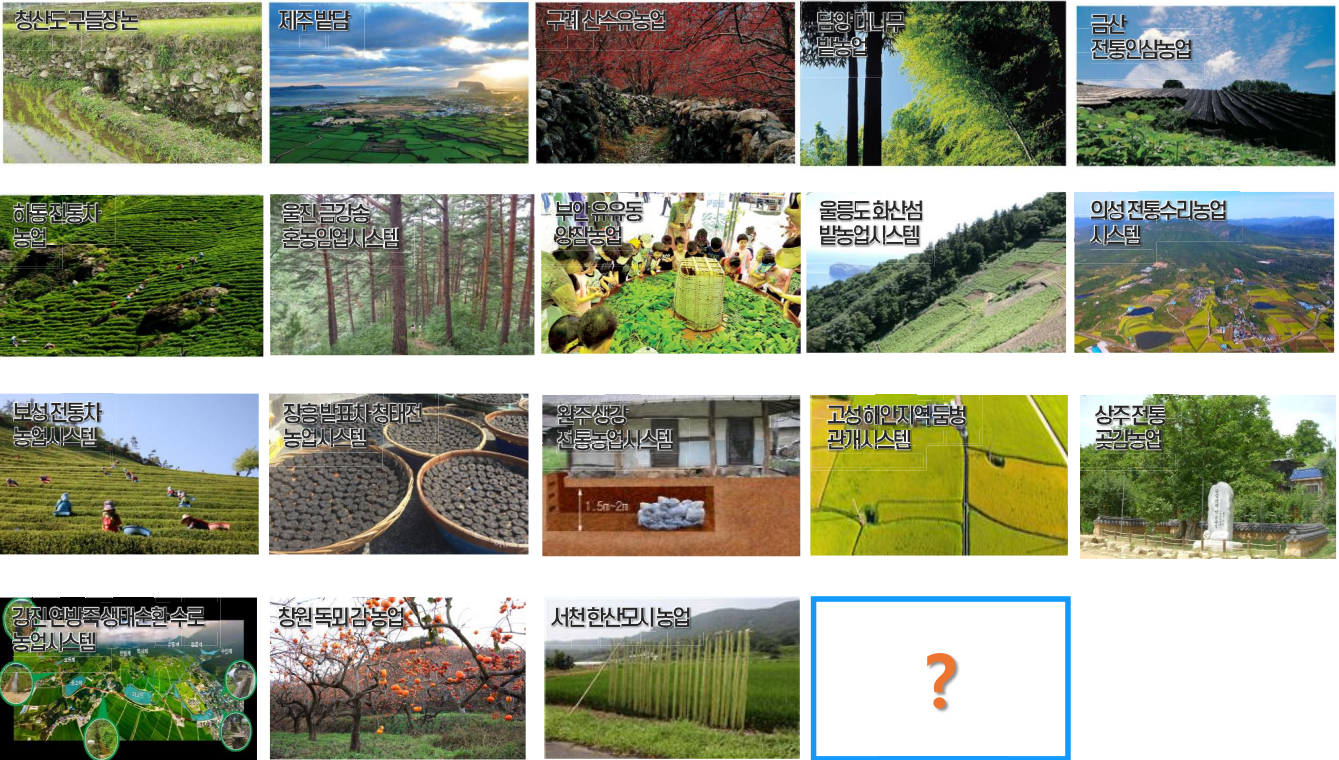 청산도 구들장 논
제주 밭담
구례 산수유농업
담양 대나무
밭농업
금산
전통인삼농업
하동 전통차
농업
울진 금강송
혼농임업시스템
부안 유유동
양잠농업
울릉도 화산섬
밭농업시스템
의성 전통수리농업
시스템
보성 전통차
농업시스템
장흥 발효차 청태전
농업시스템
완주 생강
전통농업시스템
1.5m~2m
고성 해안지역 둠벙
관개시스템
상주 전통
곶감농업
강진 연방죽 생태순환 수로
농업시스템
창원 독뫼 감 농업
서천 한산모시 농업
?